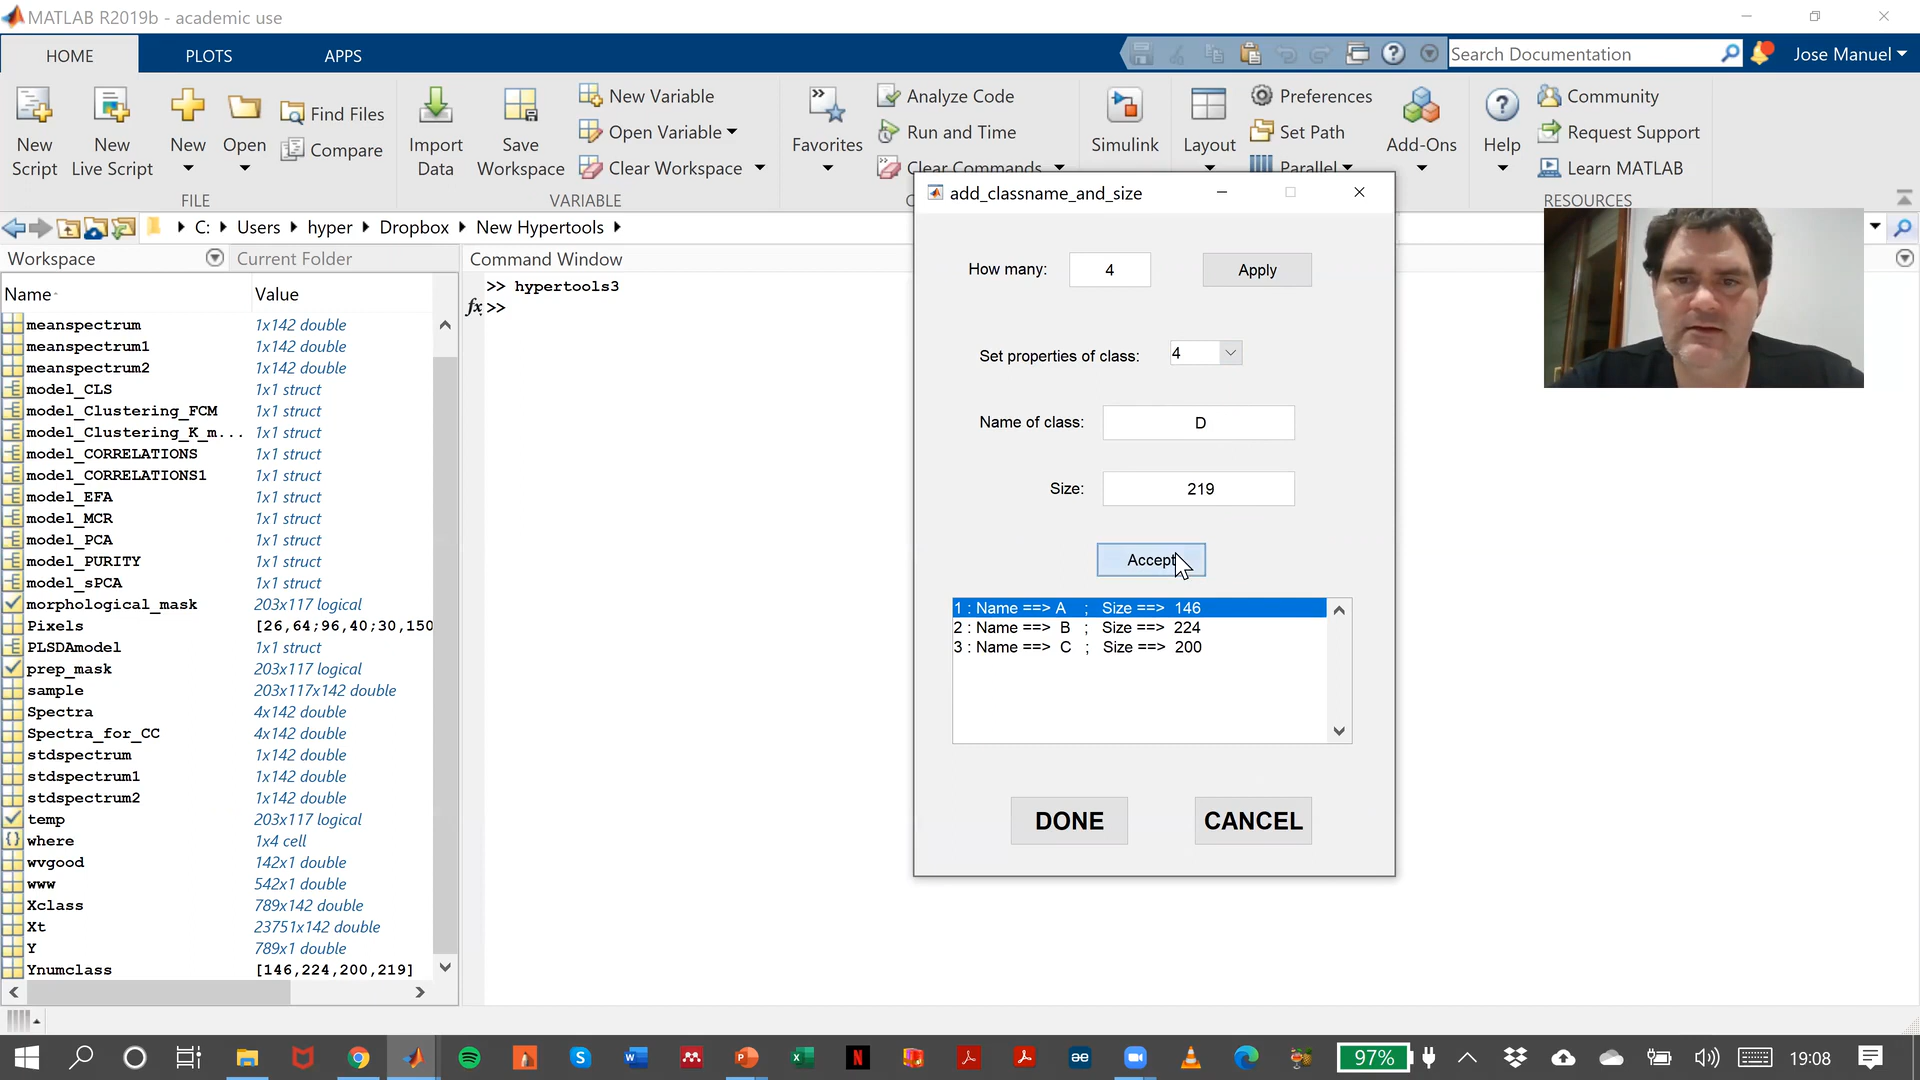 MATLAB R2019b - academic use
HOME
PLOTS
APPS
Search Documentation
Jose Manuel
New Script
New Live Script
New
Open
Find Files
Compare
FILE
Import Data
Save Workspace
New Variable
Open Variable
Clear Workspace
VARIABLE
Favorites
Analyze Code
Run and Time
Clear Commands
Simulink
Layout
Preferences
Set Path
Parallel
Add-Ons
Help
Community
Request Support
Learn MATLAB
RESOURCES
C: Users hyper Dropbox New Hypertools
Workspace
Current Folder
Command Window
Name Value
meanspectrum 1x142 double
meanspectrum1 1x142 double
meanspectrum2 1x142 double
model_CLS 1x1 struct
model_Clustering_FCM 1x1 struct
model_Clustering_K_m... 1x1 struct
model_CORRELATIONS 1x1 struct
model_CORRELATIONS1 1x1 struct
model_EFA 1x1 struct
model_MCR 1x1 struct
model_PCA 1x1 struct
model_PURITY 1x1 struct
model_sPCA 1x1 struct
morphological_mask 203x117 logical
Pixels [26,64;96,40;30,150
PLSDAmodel 1x1 struct
prep_mask 203x117 logical
sample 203x117x142 double
Spectra 4x142 double
Spectra_for_CC 4x142 double
stdspectrum 1x142 double
stdspectrum1 1x142 double
stdspectrum2 1x142 double
temp 203x117 logical
where 1x4 cell
wvgood 142x1 double
www 542x1 double
Xclass 789x142 double
Xt 23751x142 double
Y 789x1 double
Ynumclass [146,224,200,219]
>> hypertools3
fx >>
add_classname_and_size
How many: 4 Apply
Set properties of class: 4
Name of class: D
Size: 219
Accept
1 : Name ==> A ; Size ==> 146
2 : Name ==> B ; Size ==> 224
3 : Name ==> C ; Size ==> 200
DONE CANCEL
97%
19:08